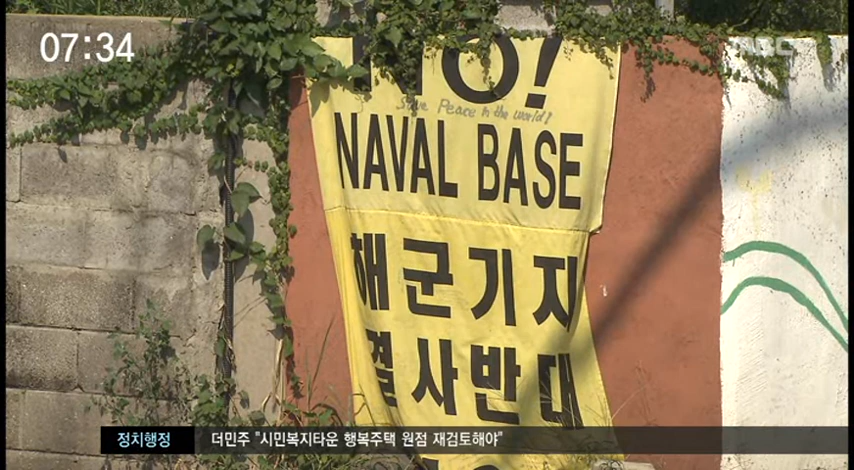 07:34
MBC
NO!
Save Peace in the world!
NAVAL BASE
해군기지
결사반대
정치행정
더민주 "시민복지타운 행복주택 원점 재검토해야"